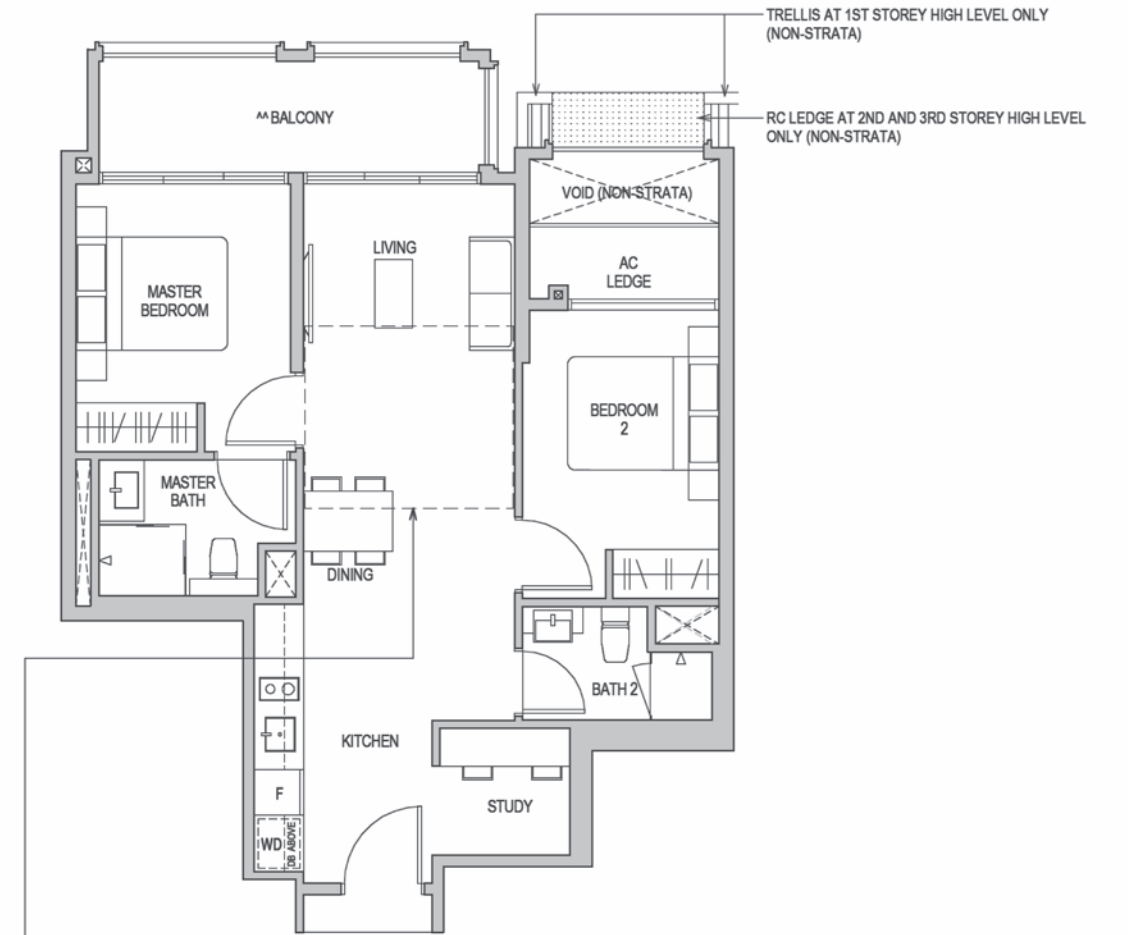 TRELLIS AT 1ST STOREY HIGH LEVEL ONLY
(NON-STRATA)
^^ BALCONY
RC LEDGE AT 2ND AND 3RD STOREY HIGH LEVEL
ONLY (NON-STRATA)
VOID (NON-STRATA)
LIVING
AC
LEDGE
MASTER
BEDROOM
BEDROOM
2
MASTER
BATH
DINING
BATH 2
KITCHEN
F
STUDY
WD
DB ABOVE